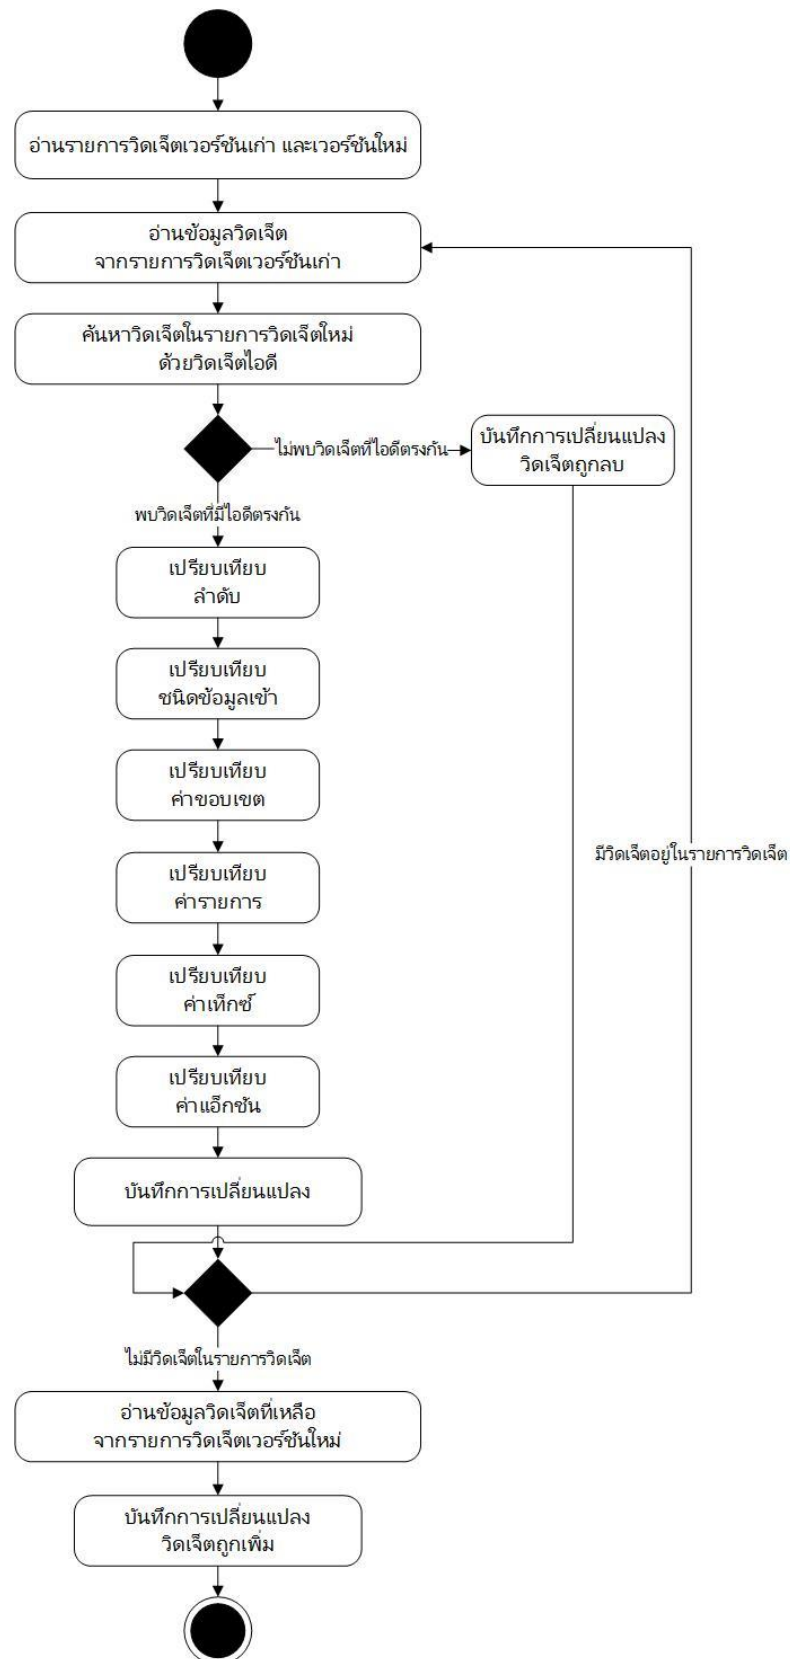 อ่านรายการวิดเจ็ตเวอร์ชันเก่า และเวอร์ชันใหม่
อ่านข้อมูลวิดเจ็ต
จากรายการวิดเจ็ตเวอร์ชันเก่า
ค้นหาวิดเจ็ตในรายการวิดเจ็ตใหม่
ด้วยวิดเจ็ตไอดี
ไม่พบวิดเจ็ตที่ไอดีตรงกัน
บันทึกการเปลี่ยนแปลง
วิดเจ็ตถูกลบ
พบวิดเจ็ตที่มีไอดีตรงกัน
เปรียบเทียบ
ลำดับ
เปรียบเทียบ
ชนิดข้อมูลเข้า
เปรียบเทียบ
ค่าขอบเขต
มีวิดเจ็ตอยู่ในรายการวิดเจ็ต
เปรียบเทียบ
ค่ารายการ
เปรียบเทียบ
ค่าเท็กซ์
เปรียบเทียบ
ค่าแอ็กชัน
บันทึกการเปลี่ยนแปลง
ไม่มีวิดเจ็ตในรายการวิดเจ็ต
อ่านข้อมูลวิดเจ็ตที่เหลือ
จากรายการวิดเจ็ตเวอร์ชันใหม่
บันทึกการเปลี่ยนแปลง
วิดเจ็ตถูกเพิ่ม